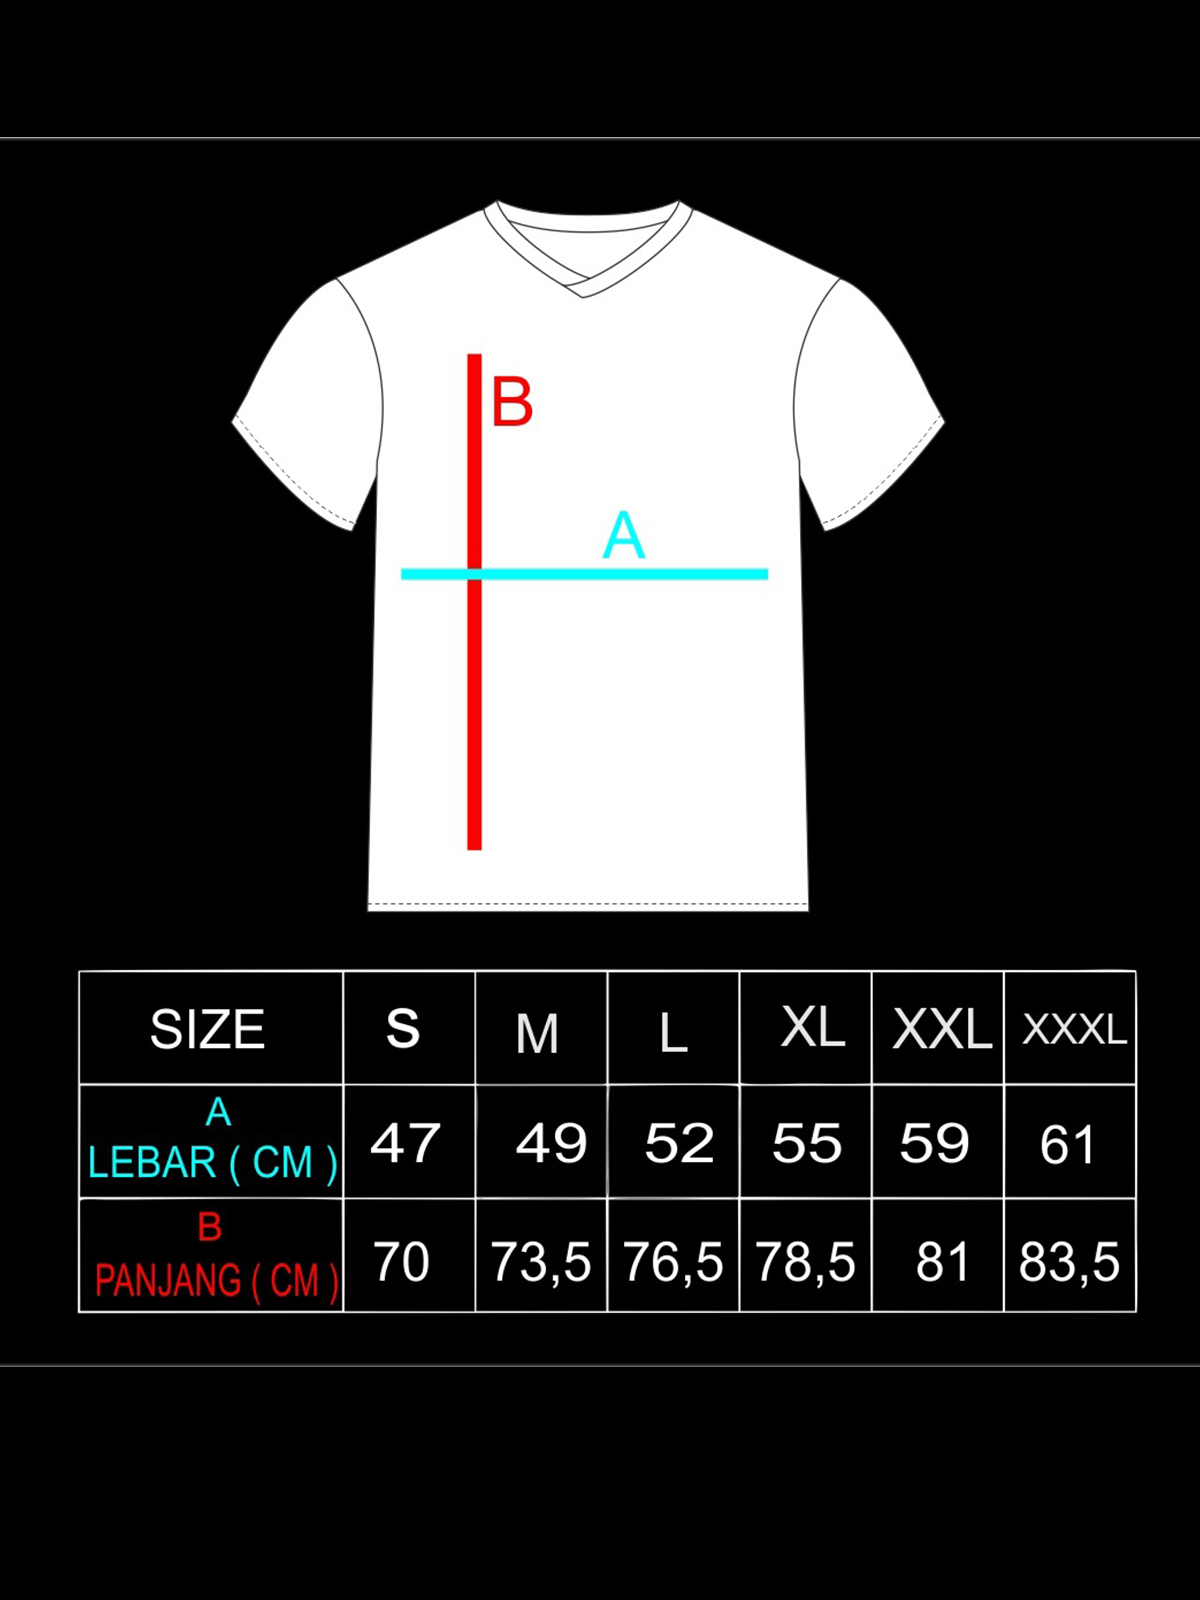 B
A
SIZE S M L XL XXL XXXL
A
LEBAR ( CM ) 47 49 52 55 59 61
B
PANJANG ( CM ) 70 73,5 76,5 78,5 81 83,5